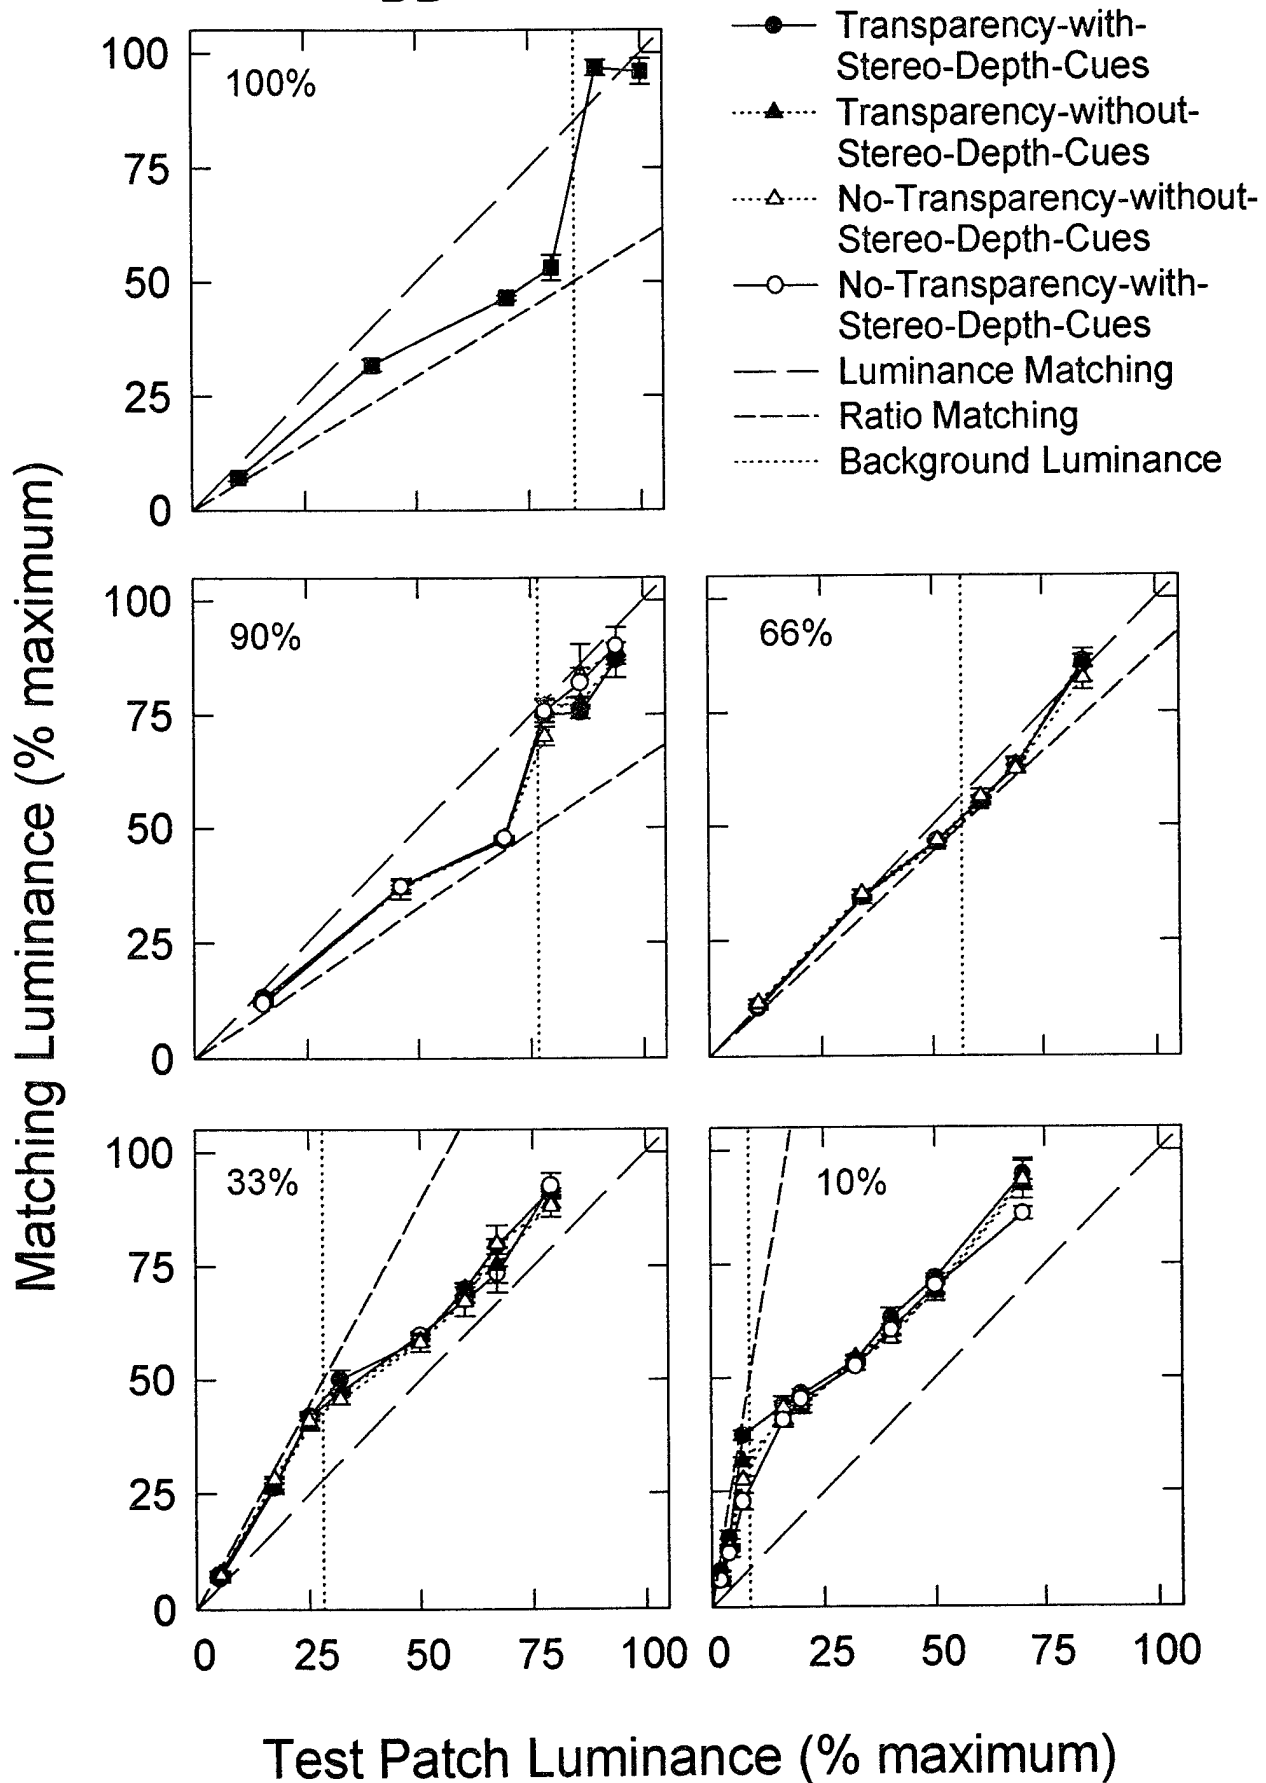 100%
100
75
50
25
0
Transparency-with-
Stereo-Depth-Cues
Transparency-without-
Stereo-Depth-Cues
No-Transparency-without-
Stereo-Depth-Cues
No-Transparency-with-
Stereo-Depth-Cues
Luminance Matching
Ratio Matching
Background Luminance
Matching Luminance (% maximum)
90%
100
75
50
25
0
66%
33%
100
75
50
25
0
0 25 50 75 100
10%
0 25 50 75 100
Test Patch Luminance (% maximum)